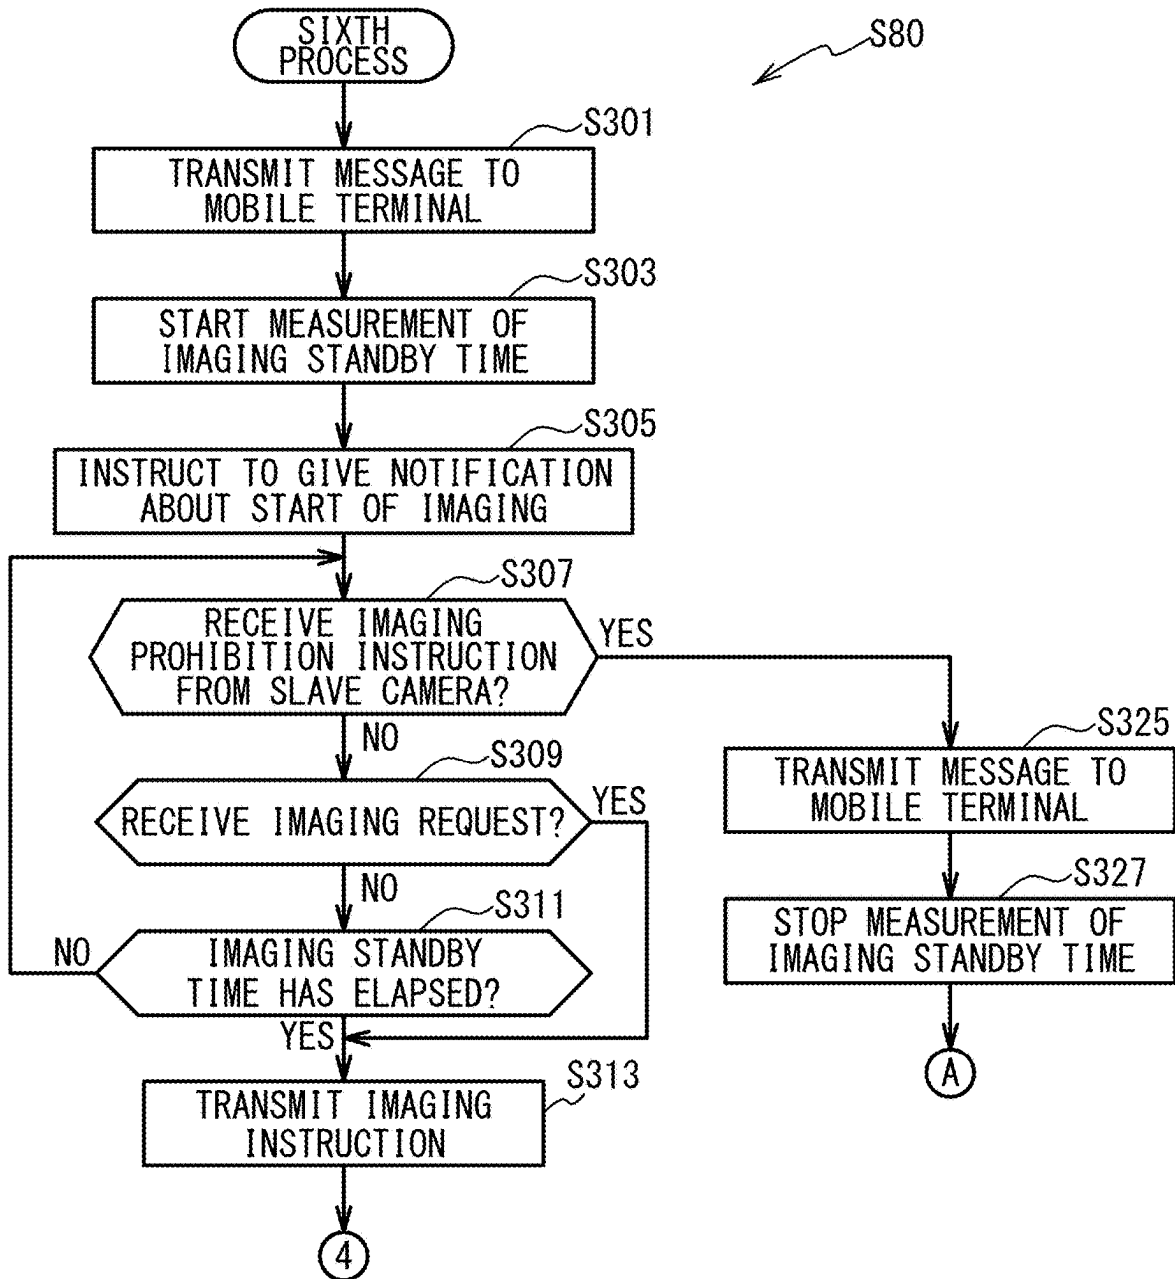 SIXTH
PROCESS
S80
S301
TRANSMIT MESSAGE TO
MOBILE TERMINAL
S303
START MEASUREMENT OF
IMAGING STANDBY TIME
S305
INSTRUCT TO GIVE NOTIFICATION
ABOUT START OF IMAGING
S307
RECEIVE IMAGING
PROHIBITION INSTRUCTION
FROM SLAVE CAMERA?
YES
NO
S309
RECEIVE IMAGING REQUEST?
YES
NO
S311
IMAGING STANDBY
TIME HAS ELAPSED?
NO
YES
S313
TRANSMIT IMAGING
INSTRUCTION
4
S325
TRANSMIT MESSAGE TO
MOBILE TERMINAL
S327
STOP MEASUREMENT OF
IMAGING STANDBY TIME
A